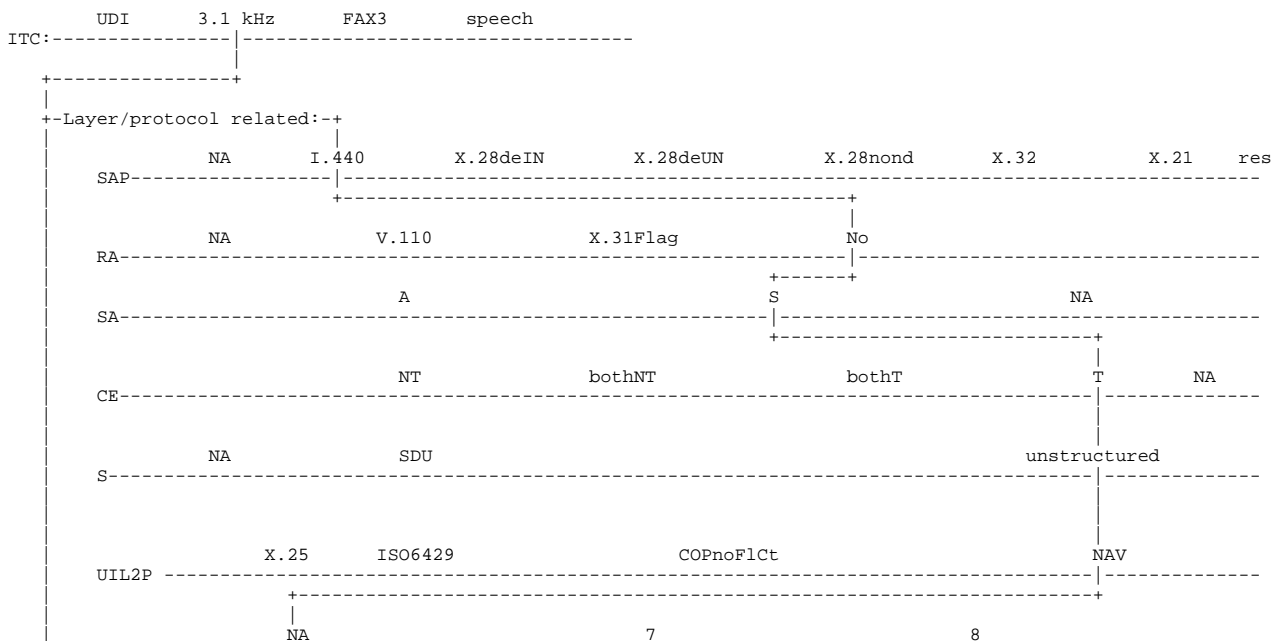 UDI 3.1 kHz FAX3 speech
ITC:
Layer/protocol related:
NA I.440 X.28deIN X.28deUN X.28nond X.32 X.21 res
SAP
NA V.110 X.31Flag No
RA
A S NA
SA
NT bothNT bothT T NA
CE
NA SDU unstructured
S
X.25 ISO6429 COPnoFlCt NAV
UIL2P
NA 7 8